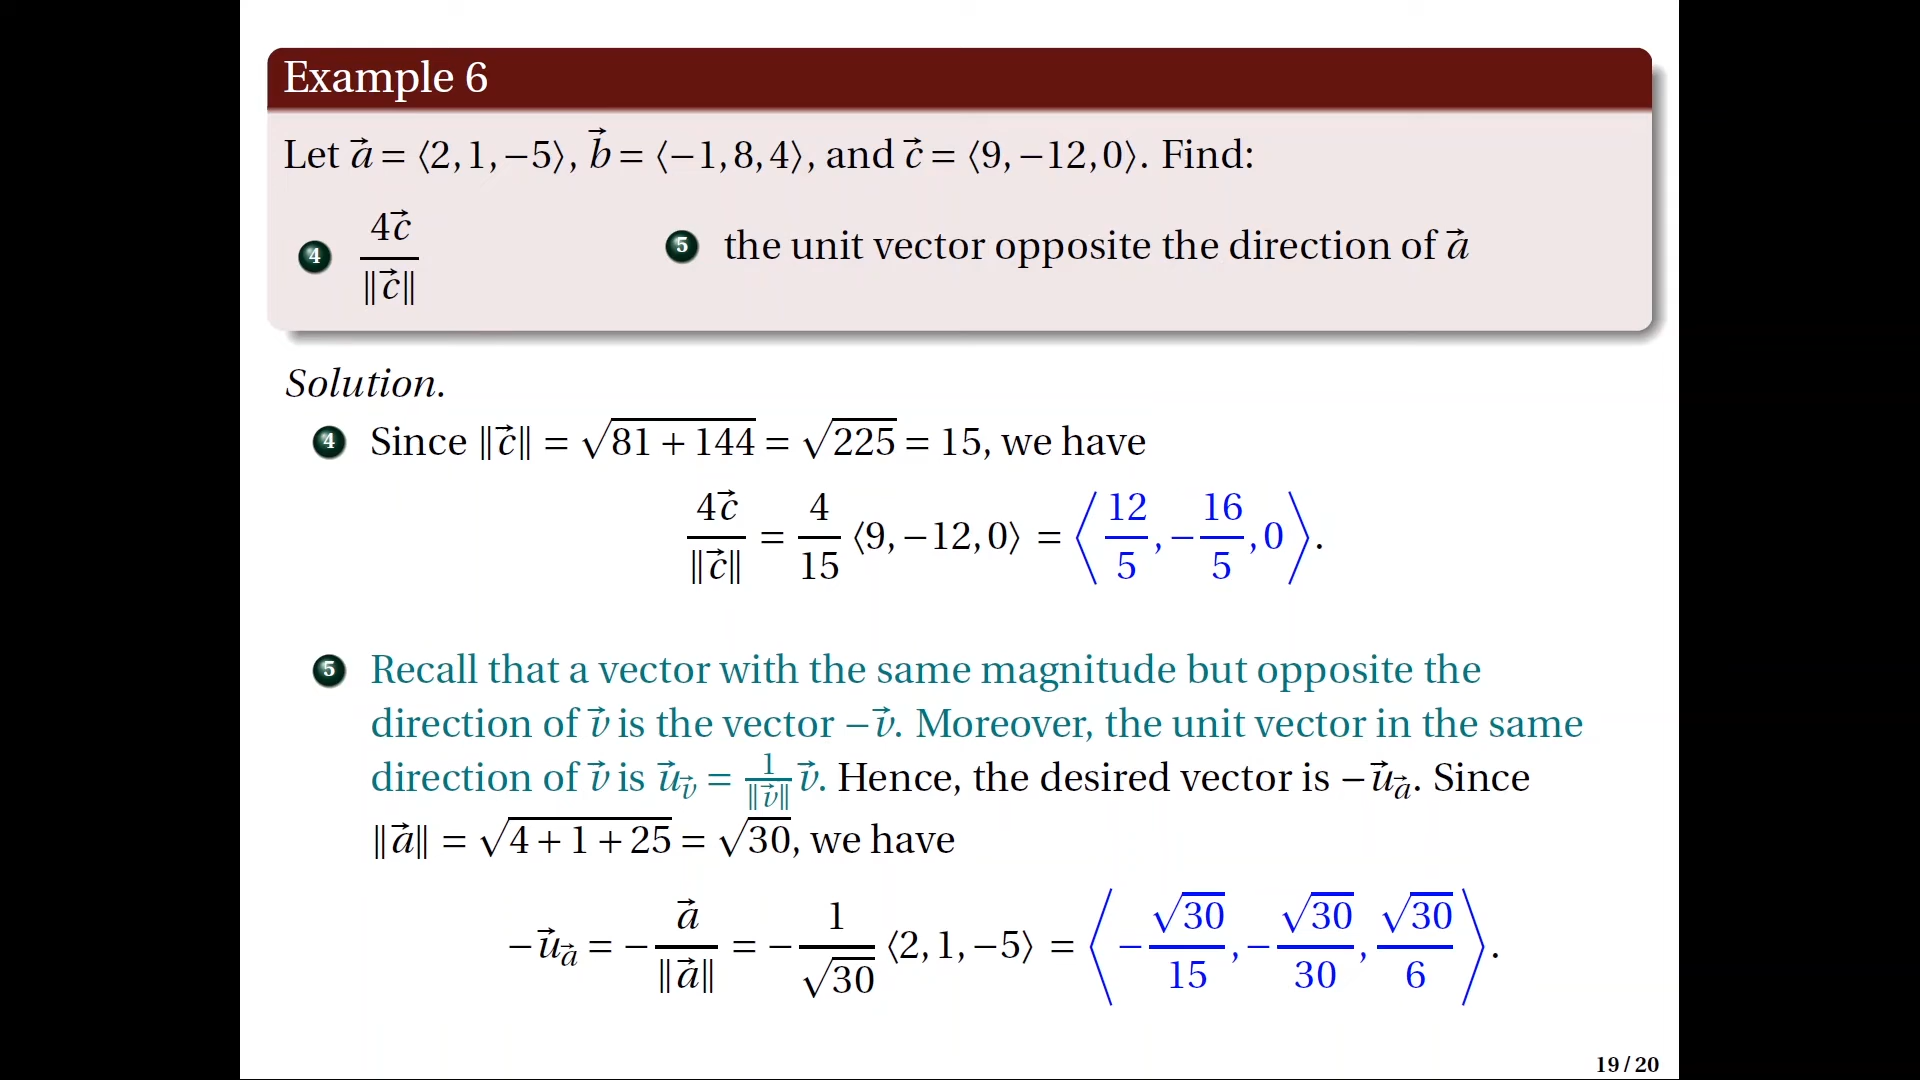 Example 6
Let a⃗ = ⟨2, 1, −5⟩, b⃗ = ⟨−1, 8, 4⟩, and c⃗ = ⟨9, −12, 0⟩. Find:
4 4c⃗/‖c⃗‖ 5 the unit vector opposite the direction of a⃗
Solution.
4 Since ‖c⃗‖ = √(81 + 144) = √225 = 15, we have
4c⃗/‖c⃗‖ = 4/15 ⟨9, −12, 0⟩ = ⟨12/5, −16/5, 0⟩.
5 Recall that a vector with the same magnitude but opposite the
direction of v⃗ is the vector −v⃗. Moreover, the unit vector in the same
direction of v⃗ is u⃗_v⃗ = 1/‖v⃗‖ v⃗. Hence, the desired vector is −u⃗_a⃗. Since
‖a⃗‖ = √(4 + 1 + 25) = √30, we have
−u⃗_a⃗ = −a⃗/‖a⃗‖ = −1/√30 ⟨2, 1, −5⟩ = ⟨−√30/15, −√30/30, √30/6⟩.
19 / 20